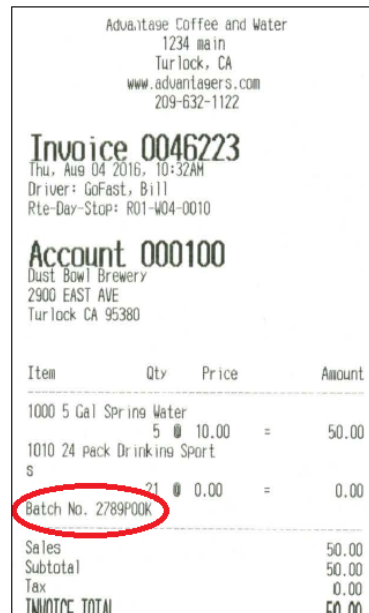 Advantage Coffee and Water
1234 main
Turlock, CA
www.advantagers.com
209-632-1122
Invoice 0046223
Thu, Aug 04 2016, 10:32AM
Driver: GoFast, Bill
Rte-Day-Stop: R01-W04-0010
Account 000100
Dust Bowl Brewery
2900 EAST AVE
Turlock CA 95380
Item Qty Price Amount
1000 5 Gal Spring Water
5 @ 10.00 = 50.00
1010 24 pack Drinking Sport
s
21 @ 0.00 = 0.00
Batch No. 2789P00K
Sales 50.00
Subtotal 50.00
Tax 0.00
INVOICE TOTAL 50.00